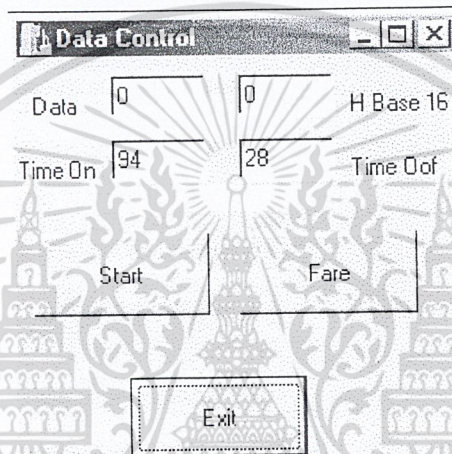 Data Control
Data 0 0 H Base 16
Time On 94 28 Time Oof
Start Fare
Exit